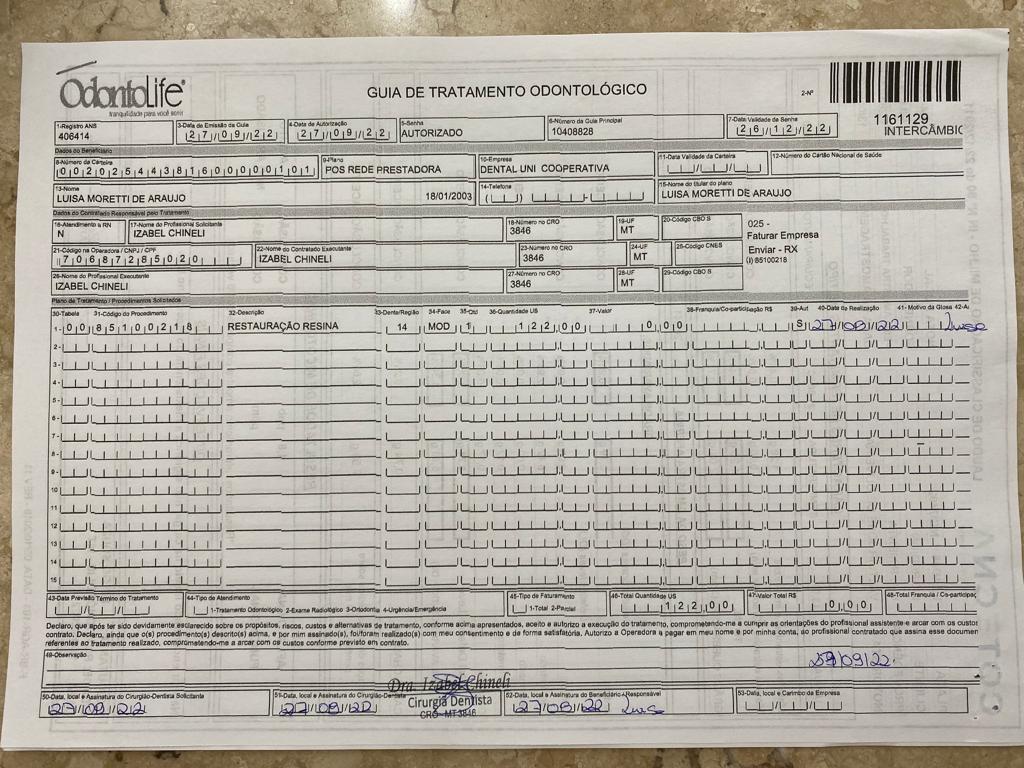 OdontoLife
tranquilidade para você sorrir
GUIA DE TRATAMENTO ODONTOLÓGICO
2-Nº
1161129
INTERCÂMBIO
1-Registro ANS
406414
3-Data de Emissão da Guia
27/09/22
4-Data de Autorização
27/09/22
5-Senha
AUTORIZADO
6-Número da Guia Principal
10408828
7-Data Validade da Senha
26/12/22
Dados do Beneficiário
8-Número da Carteira
00202544381600000101
9-Plano
POS REDE PRESTADORA
10-Empresa
DENTAL UNI COOPERATIVA
11-Data Validade da Carteira
12-Número do Cartão Nacional de Saúde
13-Nome
LUISA MORETTI DE ARAUJO 18/01/2003
14-Telefone
15-Nome do titular do plano
LUISA MORETTI DE ARAUJO
Dados do Contratado Responsável pelo Tratamento
16-Atendimento a RN
N
17-Nome do Profissional Solicitante
IZABEL CHINELI
18-Número no CRO
3846
19-UF
MT
20-Código CBO S
025 -
Faturar Empresa
Enviar - RX
(I) 85100218
21-Código na Operadora / CNPJ / CPF
70687285020
22-Nome do Contratado Executante
IZABEL CHINELI
23-Número no CRO
3846
24-UF
MT
25-Código CNES
26-Nome do Profissional Executante
IZABEL CHINELI
27-Número no CRO
3846
28-UF
MT
29-Código CBO S
Plano de Tratamento / Procedimentos Solicitados
30-Tabela 31-Código do Procedimento 32-Descrição 33-Dente/Região 34-Face 35-Qtd 36-Quantidade US 37-Valor 38-Franquia/Co-participação R$ 39-Aut 40-Data de Realização 41- Motivo da Glosa 42-A
1- 00 85100218 RESTAURAÇÃO RESINA 14 MOD 1 122,00 0,00 S 27/09/22
2-
3-
4-
5-
6-
7-
8-
9-
10
11
12
13
14
15
43-Data Previsão Término do Tratamento
44-Tipo de Atendimento
1-Tratamento Odontológico 2-Exame Radiológico 3-Ortodontia 4-Urgência/Emergência
45-Tipo de Faturamento
1-Total 2-Parcial
46-Total Quantidade US
122,00
47-Valor Total R$
0,00
48-Total Franquia / Co-participaç
Declaro, que após ter sido devidamente esclarecido sobre os propósitos, riscos, custos e alternativas de tratamento, conforme acima apresentados, aceito e autorizo a execução do tratamento, comprometendo-me a cumprir as orientações do profissional assistente e arcar com os custos
contrato. Declaro, ainda que o(s) procedimento(s) descrito(s) acima, e por mim assinado(s), foi/foram realizado(s) com meu consentimento e de forma satisfatória. Autorizo a Operadora a pagar em meu nome e por minha conta, ao profissional contratado que assina esse documen
referentes ao tratamento realizado, comprometendo-me a arcar com os custos conforme previsto em contrato.
49-Observação
09/22
50-Data, local e Assinatura do Cirurgião-Dentista Solicitante
27/09/22
51-Data, local e Assinatura do Cirurgião-Dentista
27/09/22
Dra. Izabel Chineli
Cirurgiã Dentista
CRO - MT 3846
52-Data, local e Assinatura do Beneficiário / Responsável
27/09/22
53-Data, local e Carimbo da Empresa